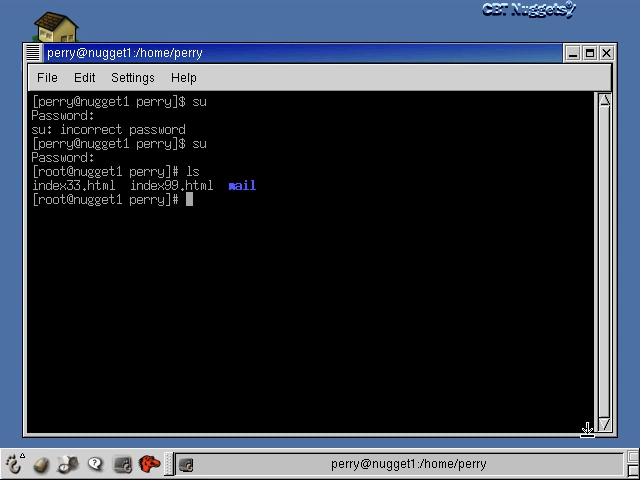 CBT Nuggets
perry@nugget1:/home/perry
File Edit Settings Help
[perry@nugget1 perry]$ su
Password:
su: incorrect password
[perry@nugget1 perry]$ su
Password:
[root@nugget1 perry]# ls
index33.html index99.html mail
[root@nugget1 perry]#
perry@nugget1:/home/perry